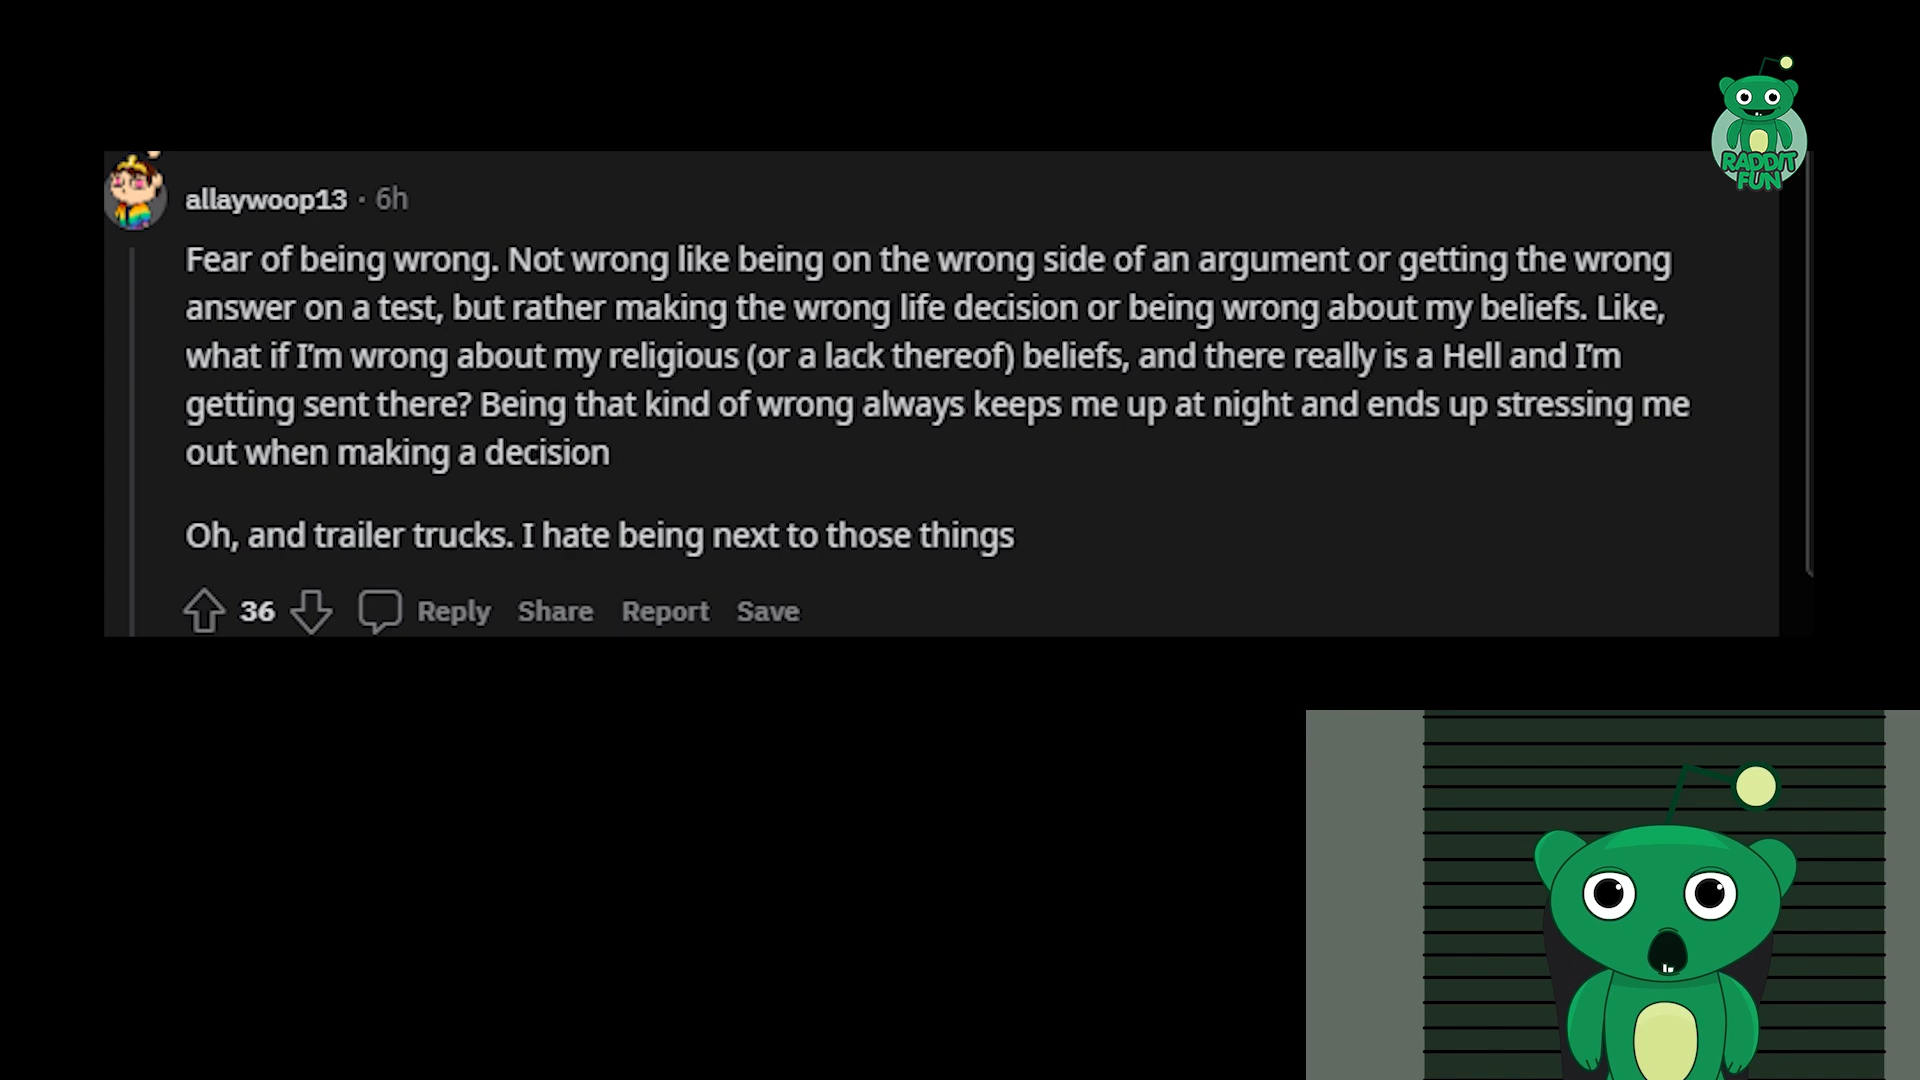 RADDIT
FUN
allaywoop13 · 6h
Fear of being wrong. Not wrong like being on the wrong side of an argument or getting the wrong
answer on a test, but rather making the wrong life decision or being wrong about my beliefs. Like,
what if I'm wrong about my religious (or a lack thereof) beliefs, and there really is a Hell and I'm
getting sent there? Being that kind of wrong always keeps me up at night and ends up stressing me
out when making a decision
Oh, and trailer trucks. I hate being next to those things
36 Reply Share Report Save